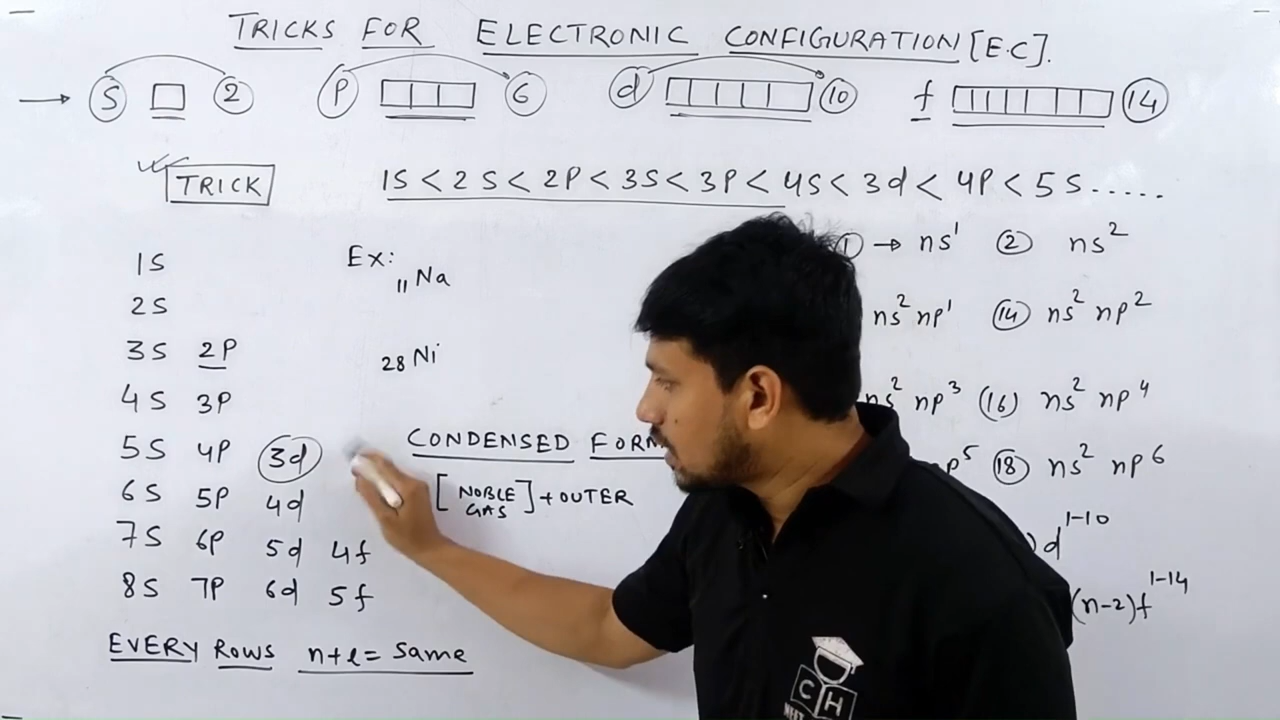 TRICKS FOR ELECTRONIC CONFIGURATION [E.C].
→ S 2 P 6 d 10 f 14
TRICK
1S < 2S < 2P < 3S < 3P < 4S < 3d < 4P < 5S......
1S
2S
3S 2P
4S 3P
5S 4P 3d
6S 5P 4d
7S 6P 5d 4f
8S 7P 6d 5f
EVERY ROWS n+l= Same
Ex:
₁₁Na
₂₈Ni
CONDENSED FORM
[NOBLE GAS] + OUTER
① → ns¹ ② ns²
ns² np¹ ⑭ ns² np²
ns² np³ (16) ns² np⁴
p⁵ ⑱ ns² np⁶
d¹⁻¹⁰
(n-2)f¹⁻¹⁴
CH
NEET